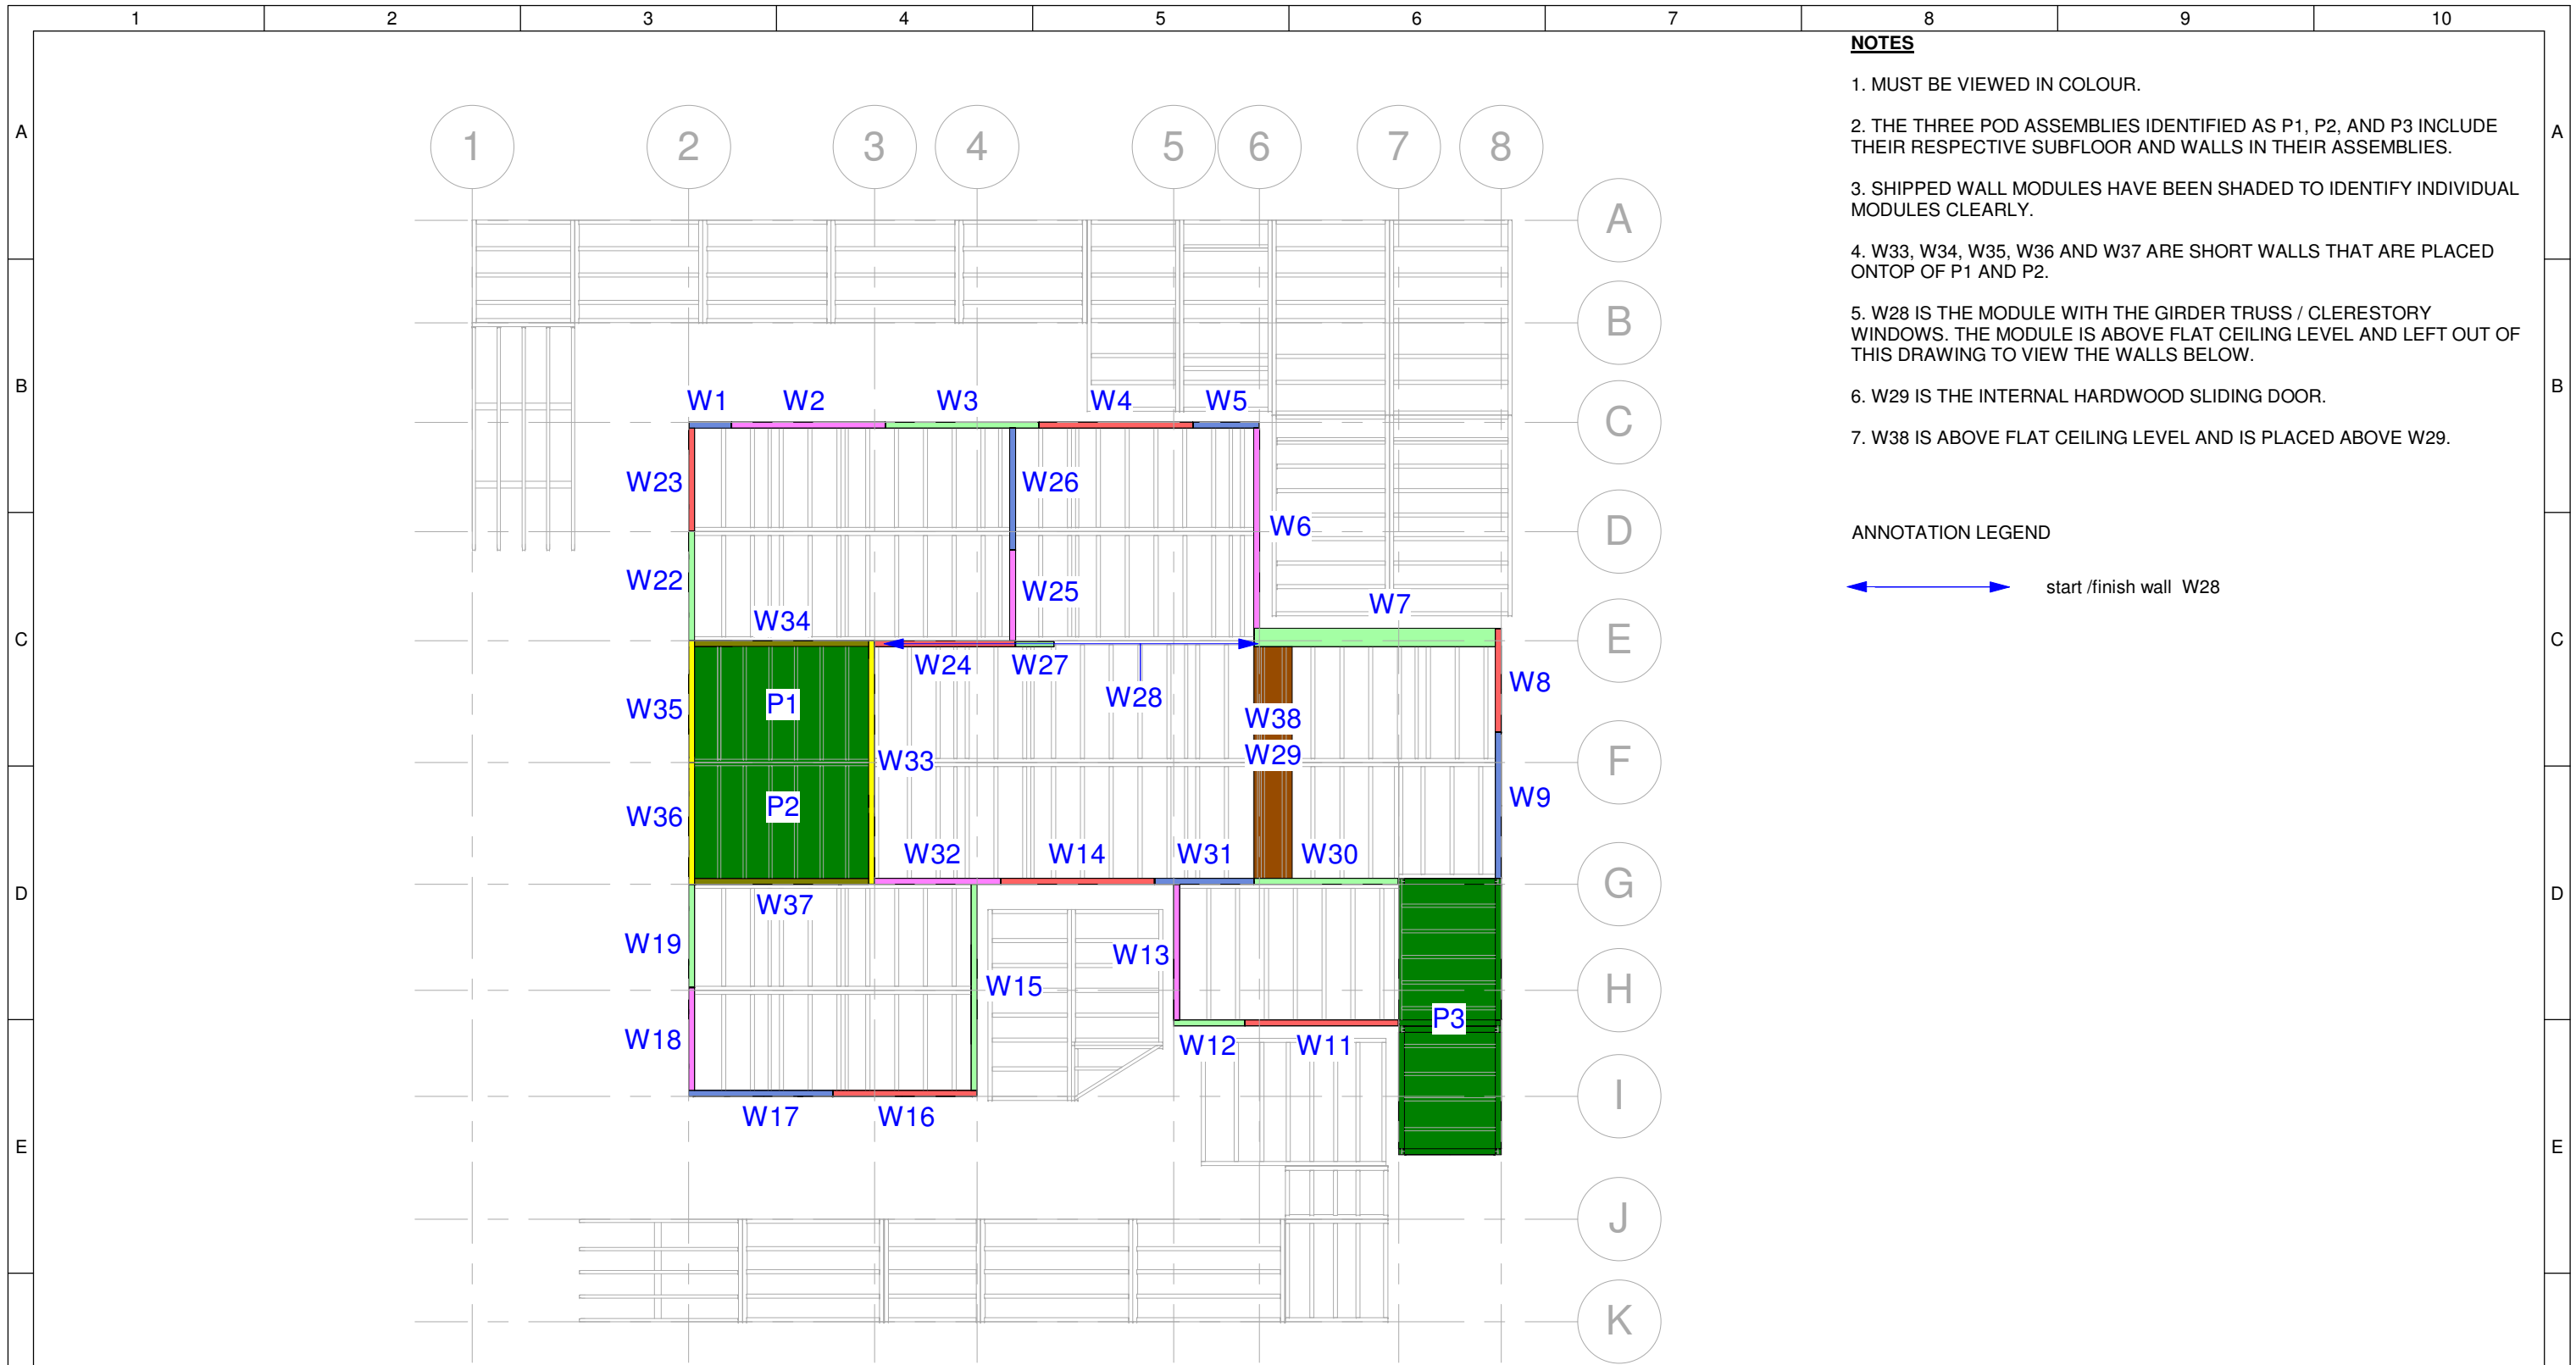 1 2 3 4 5 6 7 8 9 10
NOTES
1. MUST BE VIEWED IN COLOUR.
2. THE THREE POD ASSEMBLIES IDENTIFIED AS P1, P2, AND P3 INCLUDE
THEIR RESPECTIVE SUBFLOOR AND WALLS IN THEIR ASSEMBLIES.
3. SHIPPED WALL MODULES HAVE BEEN SHADED TO IDENTIFY INDIVIDUAL
MODULES CLEARLY.
4. W33, W34, W35, W36 AND W37 ARE SHORT WALLS THAT ARE PLACED
ONTOP OF P1 AND P2.
5. W28 IS THE MODULE WITH THE GIRDER TRUSS / CLERESTORY
WINDOWS. THE MODULE IS ABOVE FLAT CEILING LEVEL AND LEFT OUT OF
THIS DRAWING TO VIEW THE WALLS BELOW.
6. W29 IS THE INTERNAL HARDWOOD SLIDING DOOR.
7. W38 IS ABOVE FLAT CEILING LEVEL AND IS PLACED ABOVE W29.
ANNOTATION LEGEND
start /finish wall W28
A A
B B
C C
D D
E E
1 2 3 4 5 6 7 8
A
B
C
D
E
F
G
H
I
J
K
W1 W2 W3 W4 W5
W23 W26
W6
W22 W25
W7
W34
W24 W27
W28
W8
P1
W35
W38
W33 W29
W9
P2
W36
W32 W14 W31 W30
W37
W19 W13
W15
P3
W18 W12 W11
W17 W16